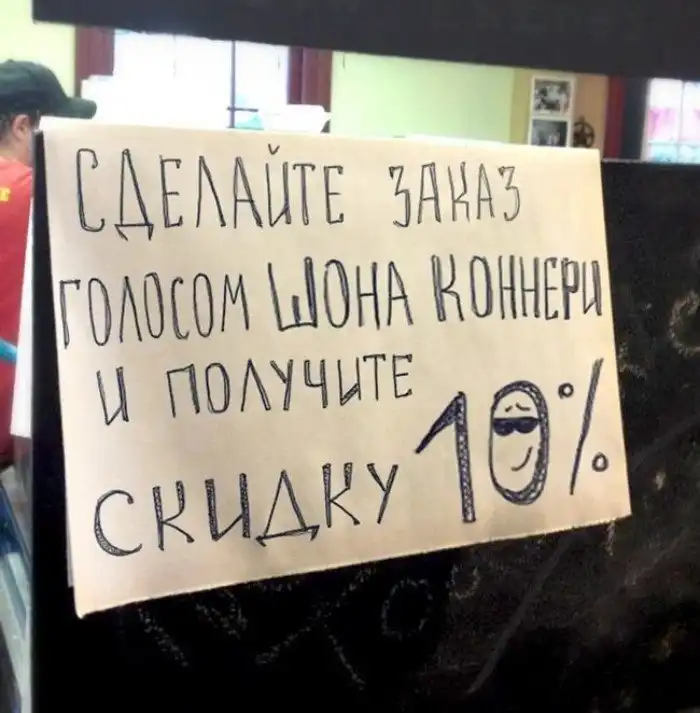 СДЕЛАЙТЕ ЗАКАЗ
ГОЛОСОМ ШОНА КОННЕРИ
И ПОЛУЧИТЕ
СКИДКУ 10%